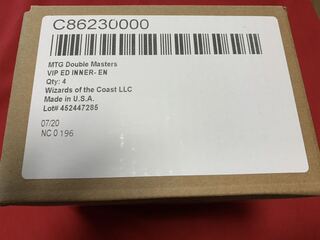 C86230000
MTG Double Masters
VIP ED INNER- EN
Qty: 4
Wizards of the Coast LLC
Made in U.S.A.
Lot# 452447285
07/20
NC 0 196